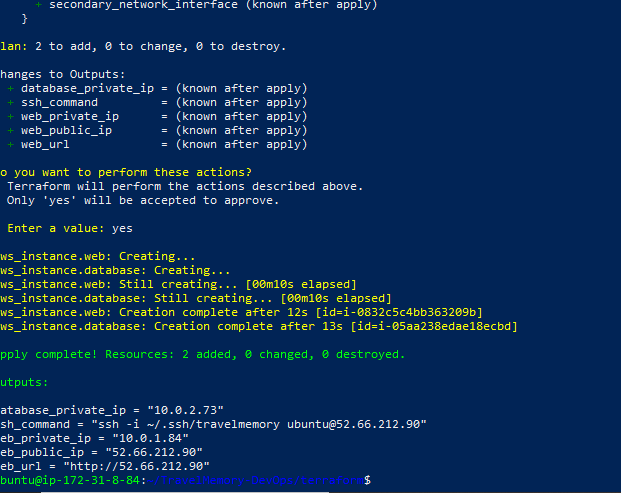 + secondary_network_interface (known after apply)
}
lan: 2 to add, 0 to change, 0 to destroy.
hanges to Outputs:
+ database_private_ip = (known after apply)
+ ssh_command = (known after apply)
+ web_private_ip = (known after apply)
+ web_public_ip = (known after apply)
+ web_url = (known after apply)
o you want to perform these actions?
Terraform will perform the actions described above.
Only 'yes' will be accepted to approve.
Enter a value: yes
ws_instance.web: Creating...
ws_instance.database: Creating...
ws_instance.web: Still creating... [00m10s elapsed]
ws_instance.database: Still creating... [00m10s elapsed]
ws_instance.web: Creation complete after 12s [id=i-0832c5c4bb363209b]
ws_instance.database: Creation complete after 13s [id=i-05aa238edae18ecbd]
pply complete! Resources: 2 added, 0 changed, 0 destroyed.
utputs:
atabase_private_ip = "10.0.2.73"
sh_command = "ssh -i ~/.ssh/travelmemory ubuntu@52.66.212.90"
eb_private_ip = "10.0.1.84"
eb_public_ip = "52.66.212.90"
eb_url = "http://52.66.212.90"
buntu@ip-172-31-8-84:~/TravelMemory-DevOps/terraform$